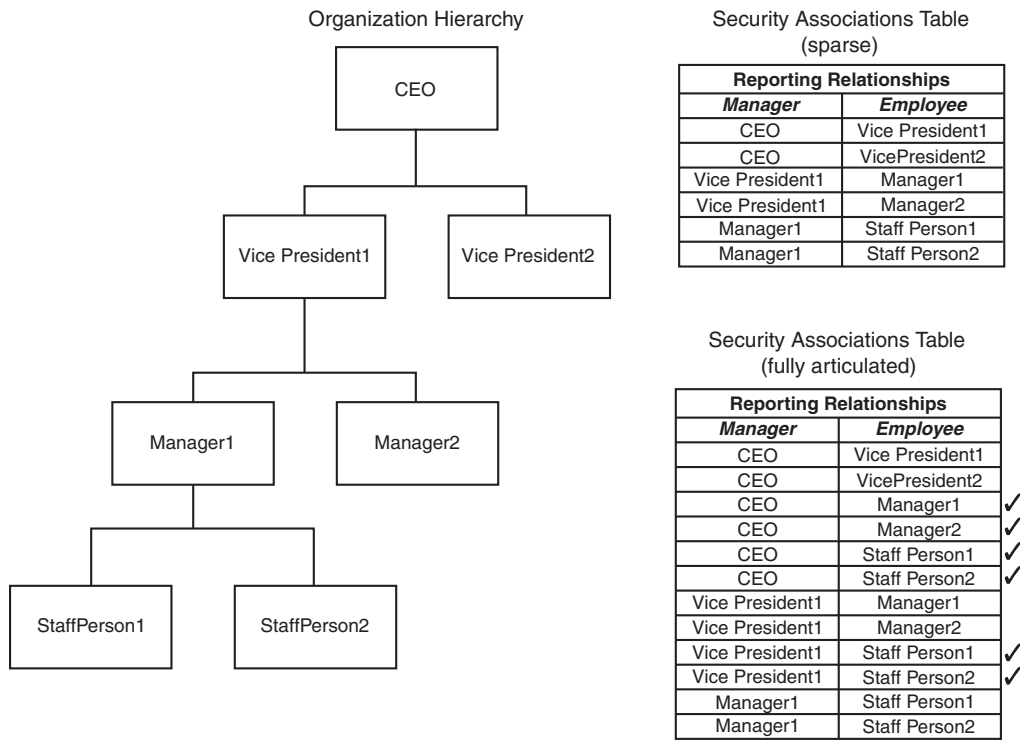 Organization Hierarchy
CEO
Vice President1
Vice President2
Manager1
Manager2
StaffPerson1
StaffPerson2
Security Associations Table
(sparse)
Reporting Relationships
Manager Employee
CEO Vice President1
CEO VicePresident2
Vice President1 Manager1
Vice President1 Manager2
Manager1 Staff Person1
Manager1 Staff Person2
Security Associations Table
(fully articulated)
Reporting Relationships
Manager Employee
CEO Vice President1
CEO VicePresident2
CEO Manager1 ✓
CEO Manager2 ✓
CEO Staff Person1 ✓
CEO Staff Person2 ✓
Vice President1 Manager1
Vice President1 Manager2
Vice President1 Staff Person1 ✓
Vice President1 Staff Person2 ✓
Manager1 Staff Person1
Manager1 Staff Person2